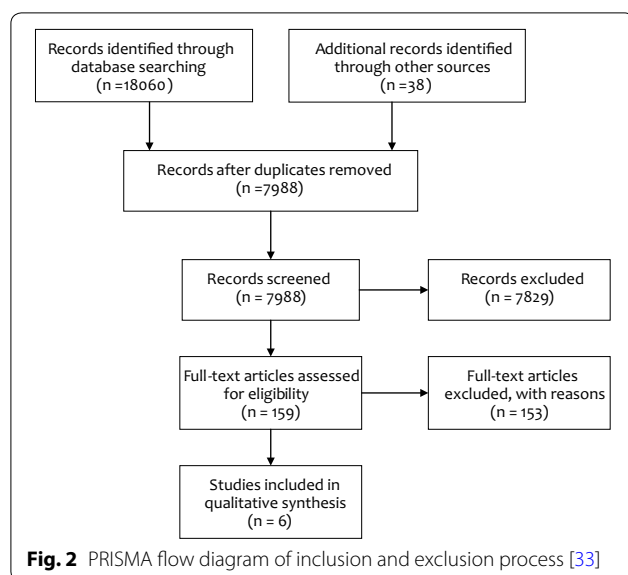 Records identified through
database searching
(n =18060)
Additional records identified
through other sources
(n =38)
Records after duplicates removed
(n =7988)
Records screened
(n = 7988)
Records excluded
(n = 7829)
Full-text articles assessed
for eligibility
(n = 159)
Full-text articles
excluded, with reasons
(n = 153)
Studies included in
qualitative synthesis
(n = 6)
Fig. 2 PRISMA flow diagram of inclusion and exclusion process [33]